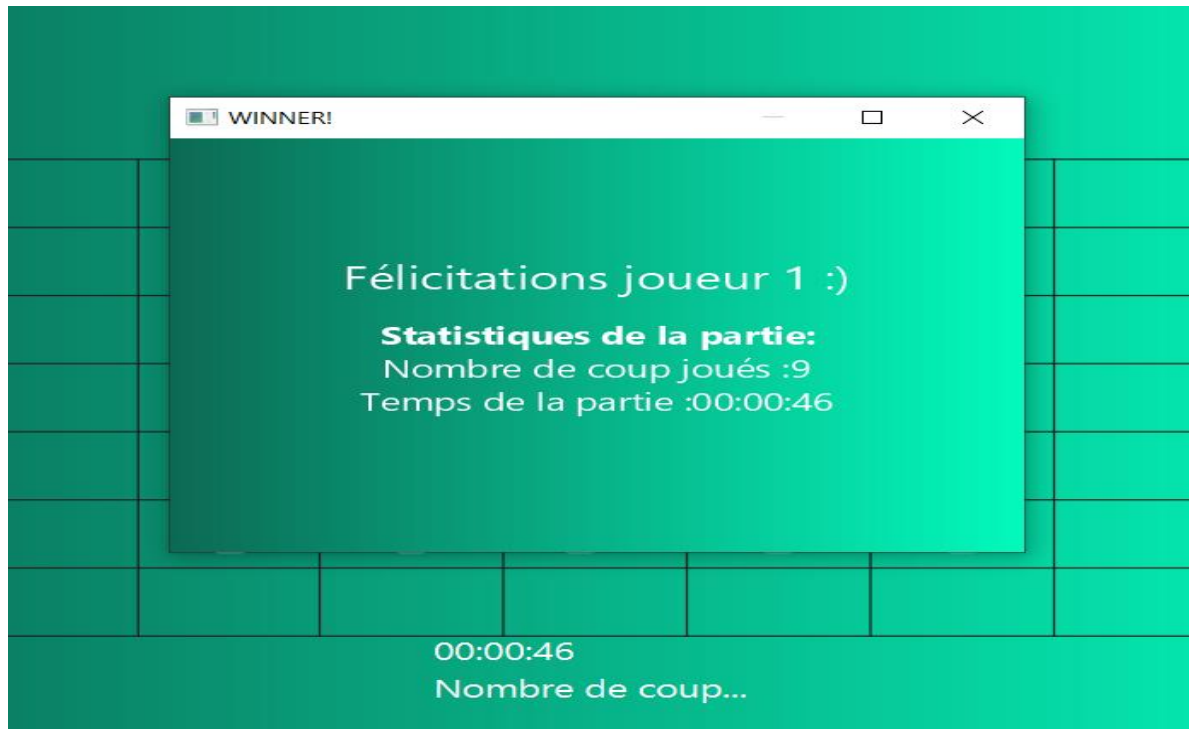 WINNER!
Félicitations joueur 1 :)
Statistiques de la partie:
Nombre de coup joués :9
Temps de la partie :00:00:46
00:00:46
Nombre de coup...